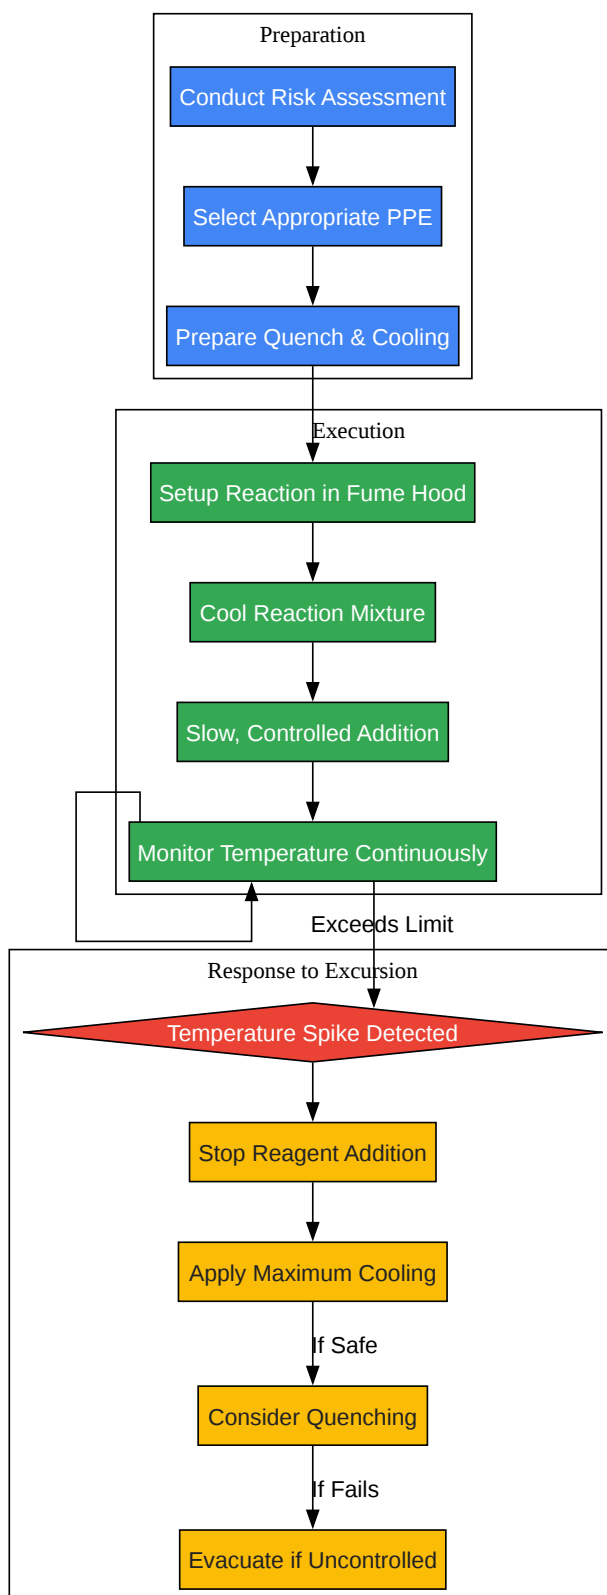 Preparation
Conduct Risk Assessment
Select Appropriate PPE
Prepare Quench & Cooling
Execution
Setup Reaction in Fume Hood
Cool Reaction Mixture
Slow, Controlled Addition
Monitor Temperature Continuously
Exceeds Limit
Response to Excursion
Temperature Spike Detected
Stop Reagent Addition
Apply Maximum Cooling
If Safe
Consider Quenching
If Fails
Evacuate if Uncontrolled